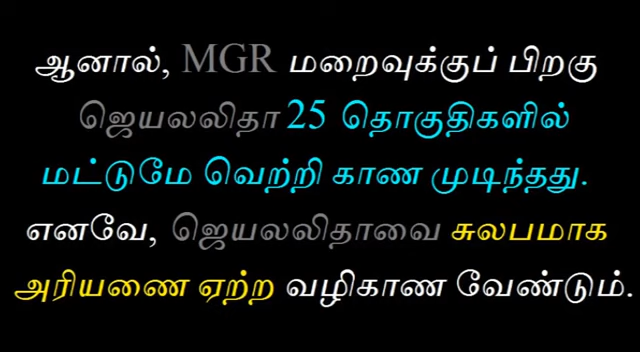 ஆனால், MGR மறைவுக்குப் பிறகு
ஜெயலலிதா 25 தொகுதிகளில்
மட்டுமே வெற்றி காண முடிந்தது.
எனவே, ஜெயலலிதாவை சுலபமாக
அரியணை ஏற்ற வழிகாண வேண்டும்.